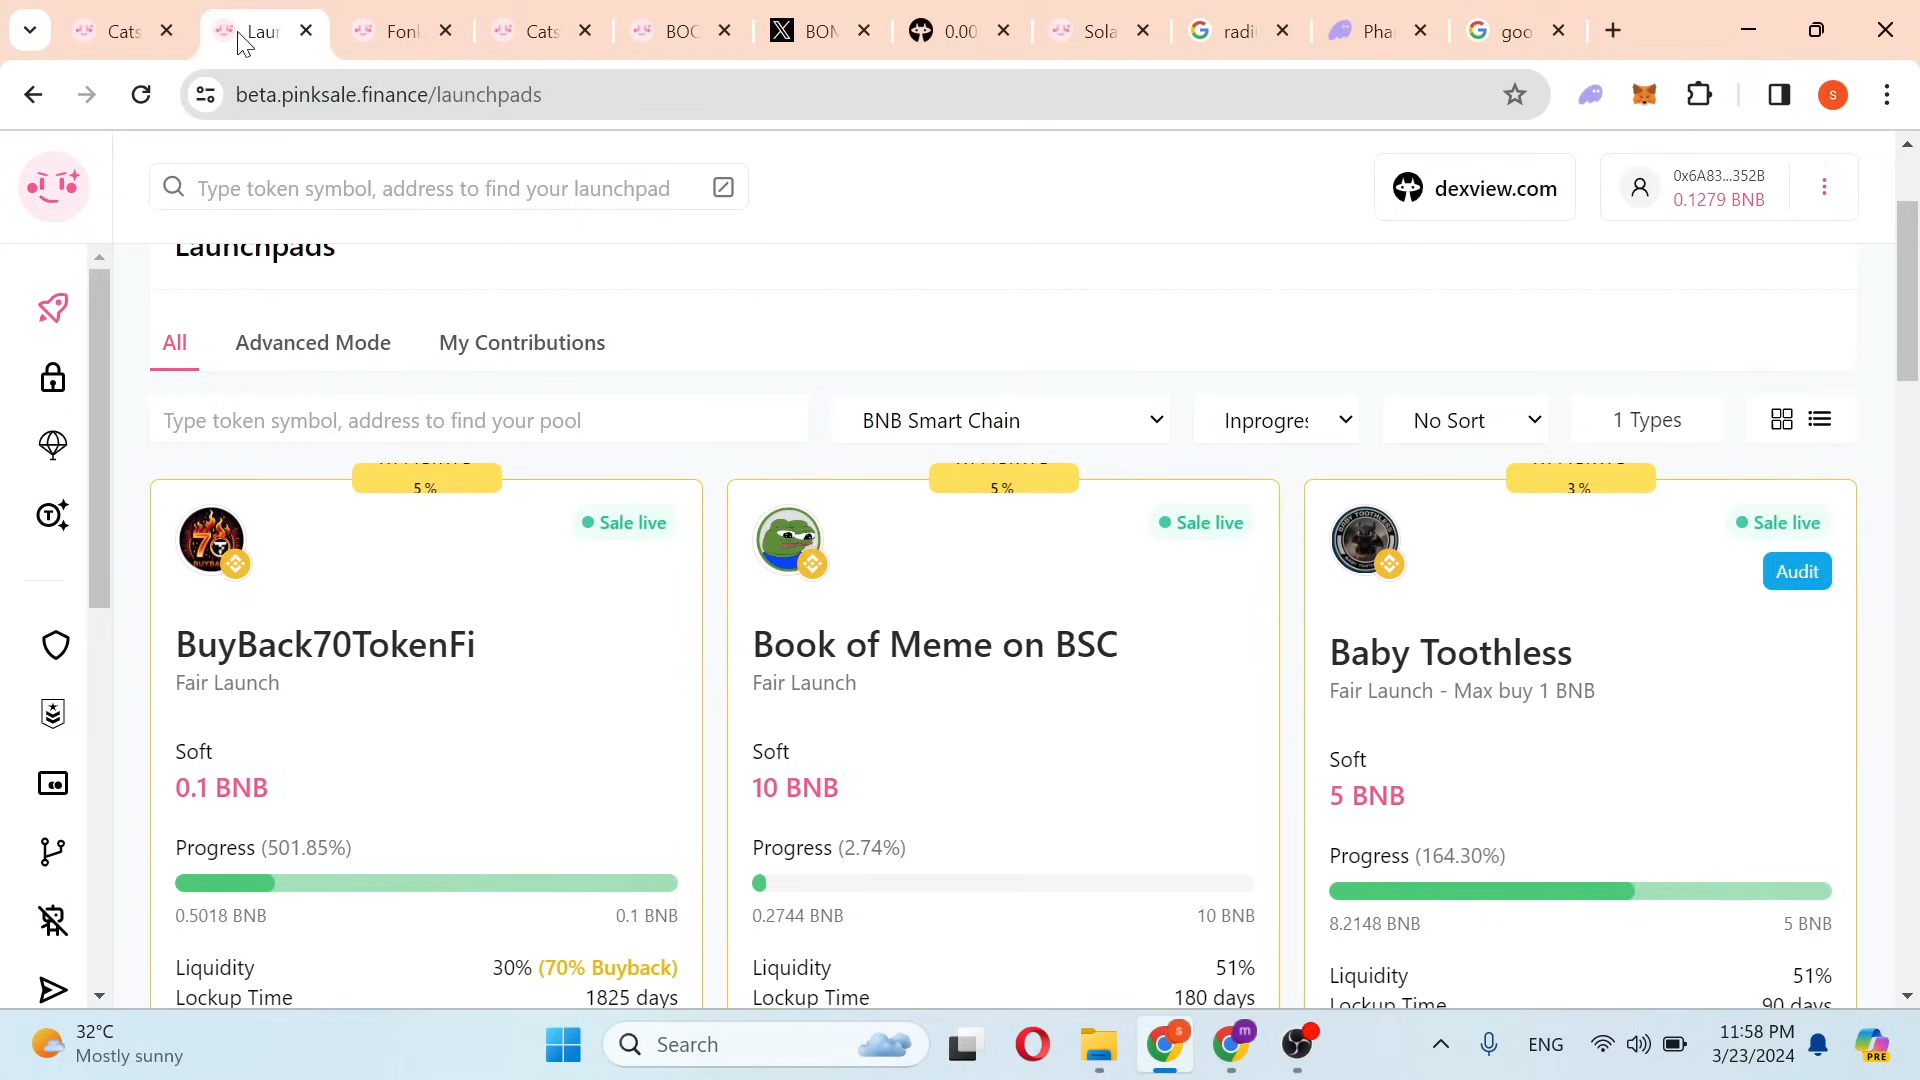 Cats
Laun
Fonl
Cats
BOO
BOM
0.00
Sola
radi
Pha
goo
beta.pinksale.finance/launchpads
S
Type token symbol, address to find your launchpad
dexview.com
0x6A83...352B
0.1279 BNB
Launchpads
All
Advanced Mode
My Contributions
Type token symbol, address to find your pool
BNB Smart Chain
Inprogres
No Sort
1 Types
5 %
5 %
3 %
Sale live
Sale live
Sale live
Audit
BuyBack70TokenFi
Fair Launch
Soft
0.1 BNB
Progress (501.85%)
0.5018 BNB
0.1 BNB
Liquidity
30% (70% Buyback)
Lockup Time
1825 days
Book of Meme on BSC
Fair Launch
Soft
10 BNB
Progress (2.74%)
0.2744 BNB
10 BNB
Liquidity
51%
Lockup Time
180 days
Baby Toothless
Fair Launch - Max buy 1 BNB
Soft
5 BNB
Progress (164.30%)
8.2148 BNB
5 BNB
Liquidity
51%
Lockup Time
90 days
32°C
Mostly sunny
Search
s
m
ENG
11:58 PM
3/23/2024
PRE